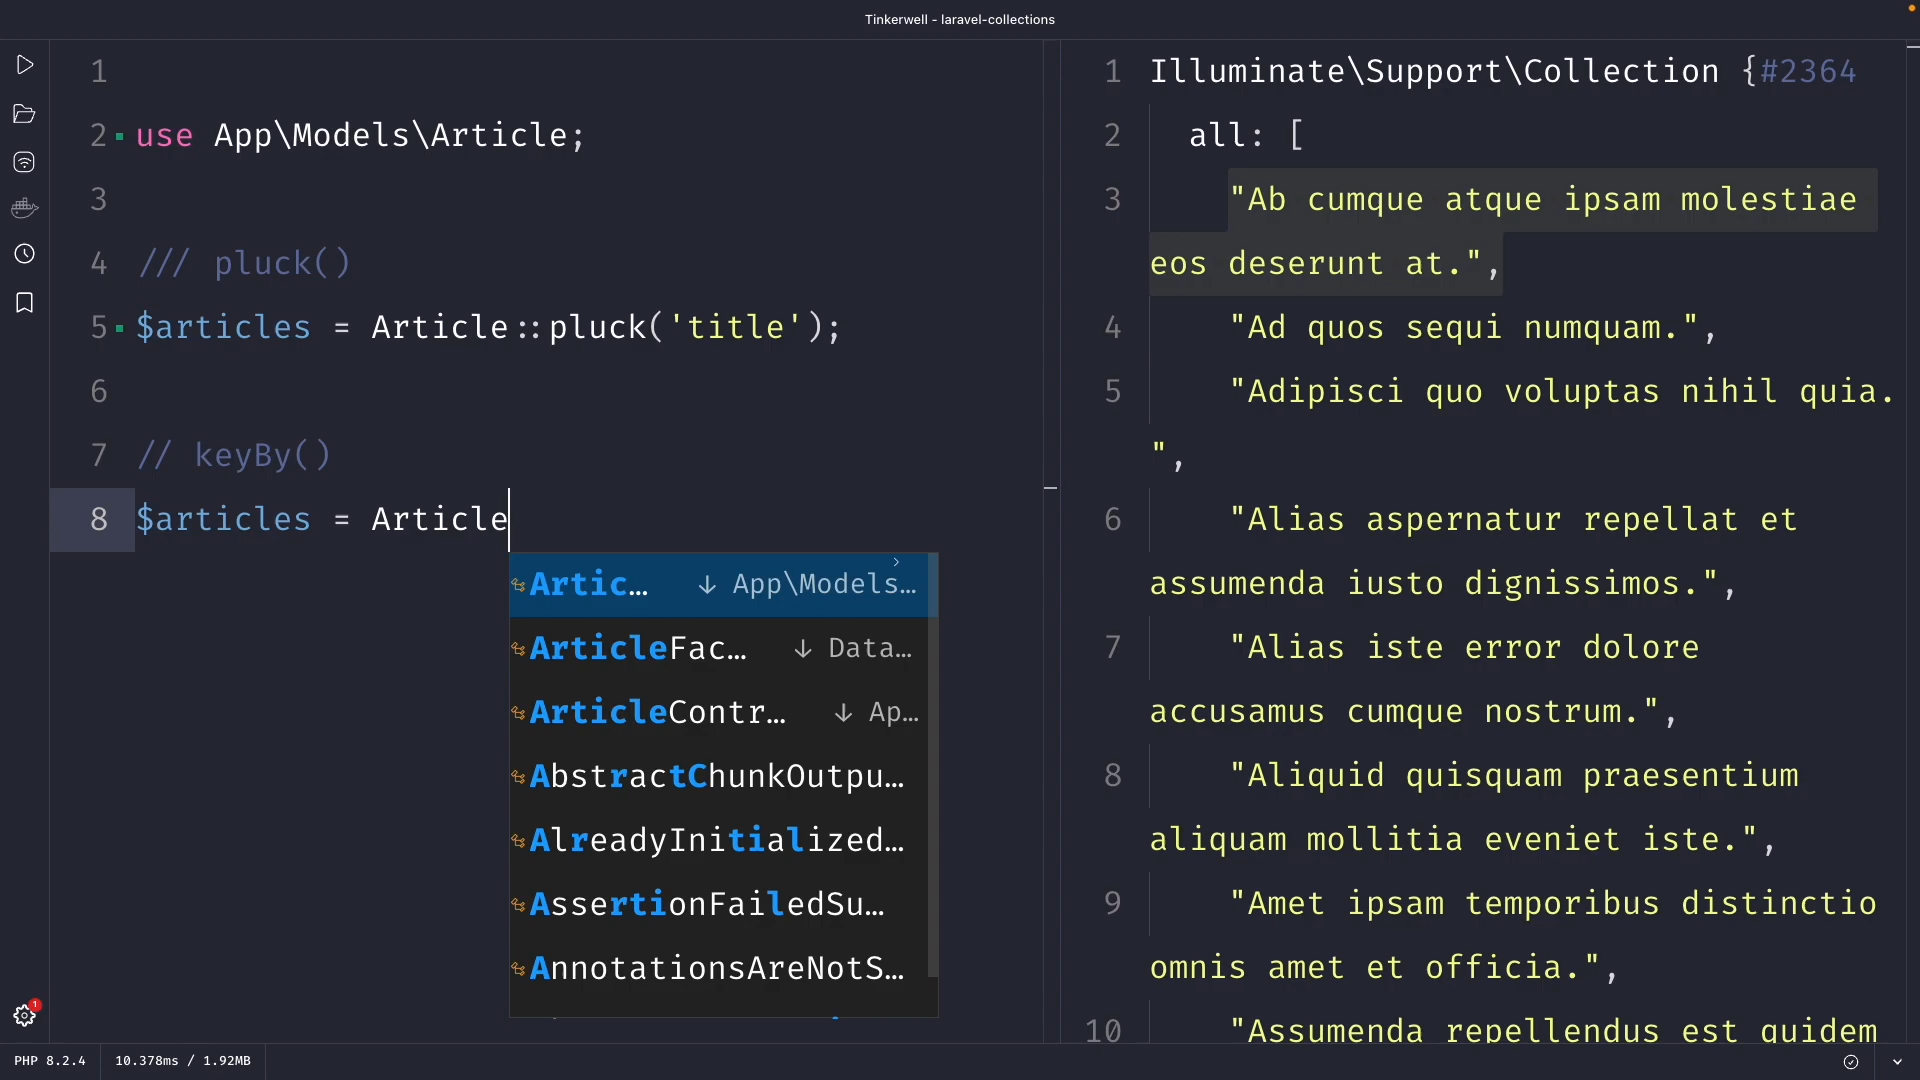 Tinkerwell - laravel-collections
1
2 use App\Models\Article;
3
4 /// pluck()
5 $articles = Article::pluck('title');
6
7 // keyBy()
8 $articles = Article
Artic… ↓ App\Models…
ArticleFac… ↓ Data…
ArticleContr… ↓ Ap…
AbstractChunkOutpu…
AlreadyInitialized…
AssertionFailedSu…
AnnotationsAreNotS…
1 Illuminate\Support\Collection {#2364
2 all: [
3 "Ab cumque atque ipsam molestiae
eos deserunt at.",
4 "Ad quos sequi numquam.",
5 "Adipisci quo voluptas nihil quia.
",
6 "Alias aspernatur repellat et
assumenda iusto dignissimos.",
7 "Alias iste error dolore
accusamus cumque nostrum.",
8 "Aliquid quisquam praesentium
aliquam mollitia eveniet iste.",
9 "Amet ipsam temporibus distinctio
omnis amet et officia.",
10 "Assumenda repellendus est quidem
1
PHP 8.2.4
10.378ms / 1.92MB